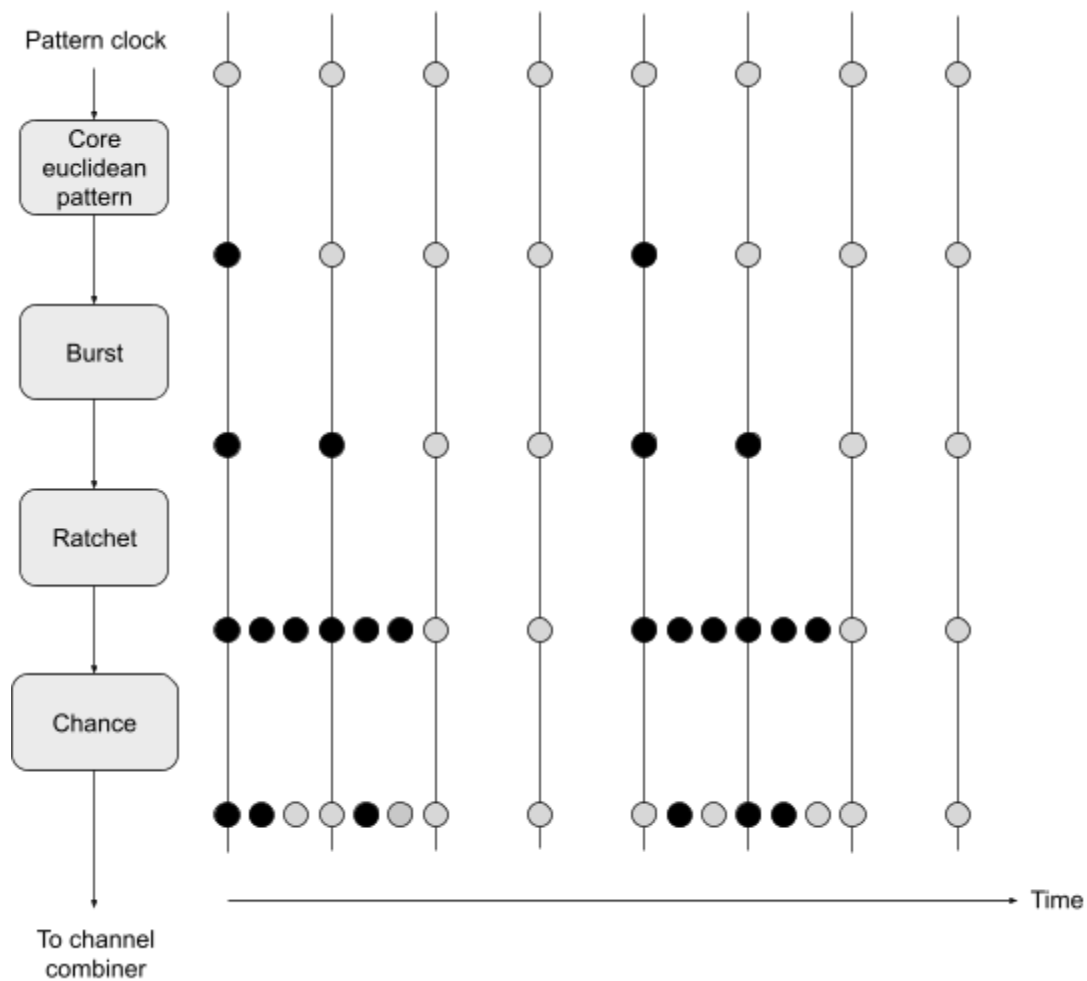 Pattern clock
Core
euclidean
pattern
Burst
Ratchet
Chance
Time
To channel
combiner